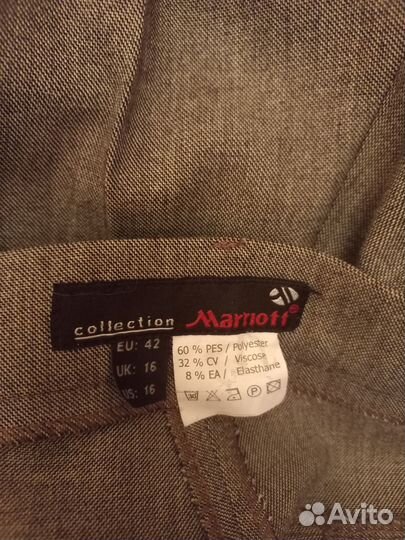 collection Marriott®
EU: 42
UK: 16
US: 16
60 % PES / Polyester
32 % CV / Viscose
8 % EA / Elasthane
Avito